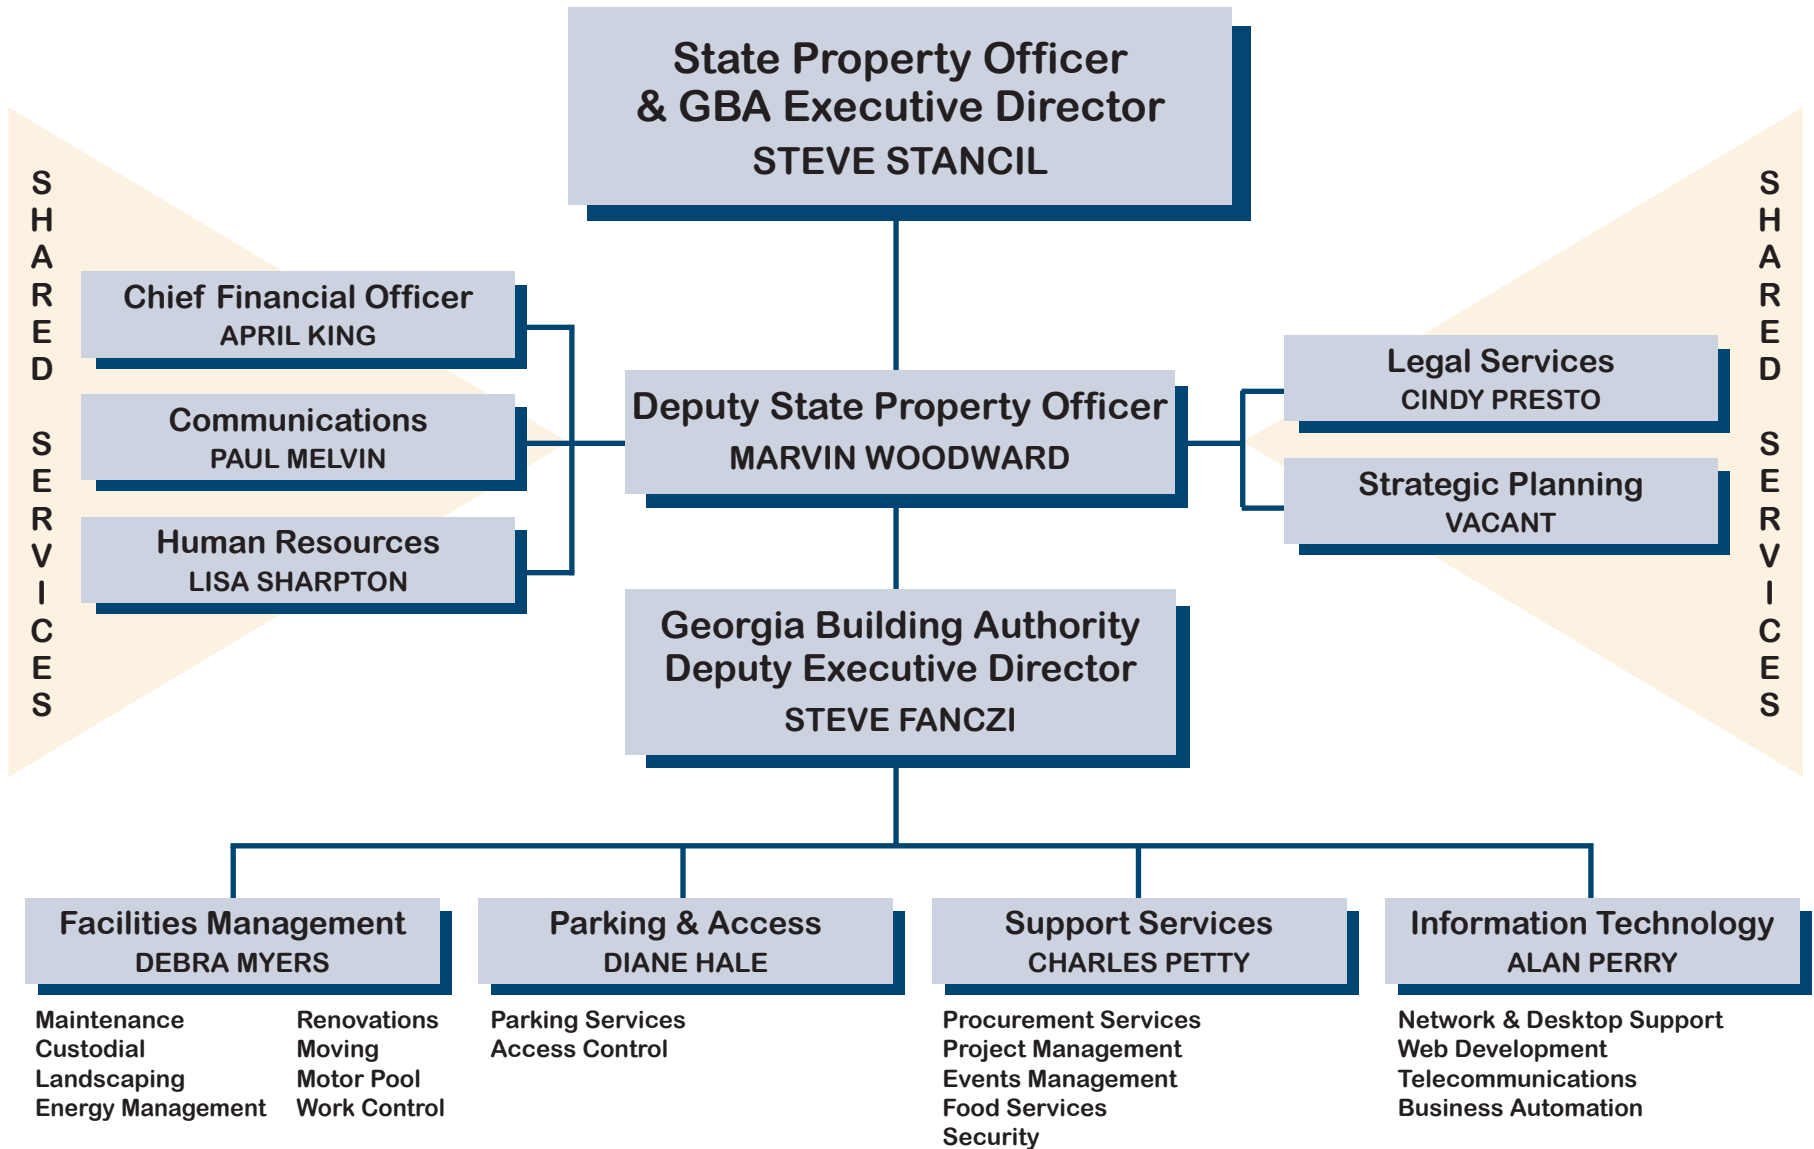 State Property Officer
& GBA Executive Director
STEVE STANCIL
SHARED SERVICES
Chief Financial Officer
APRIL KING
Communications
PAUL MELVIN
Human Resources
LISA SHARPTON
Deputy State Property Officer
MARVIN WOODWARD
Legal Services
CINDY PRESTO
Strategic Planning
VACANT
SHARED SERVICES
Georgia Building Authority
Deputy Executive Director
STEVE FANCZI
Facilities Management
DEBRA MYERS
Maintenance
Custodial
Landscaping
Energy Management
Renovations
Moving
Motor Pool
Work Control
Parking & Access
DIANE HALE
Parking Services
Access Control
Support Services
CHARLES PETTY
Procurement Services
Project Management
Events Management
Food Services
Security
Information Technology
ALAN PERRY
Network & Desktop Support
Web Development
Telecommunications
Business Automation